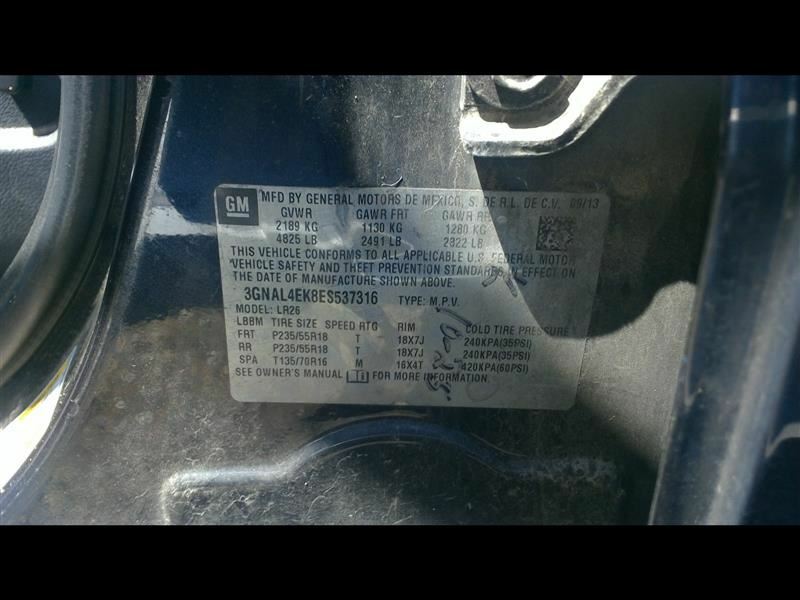 GM
MFD BY GENERAL MOTORS DE MEXICO, S. DE R.L. DE C.V. 09/13
GVWR GAWR FRT GAWR RR
2189 KG 1130 KG 1280 KG
4825 LB 2491 LB 2822 LB
THIS VEHICLE CONFORMS TO ALL APPLICABLE U.S. FEDERAL MOTOR
VEHICLE SAFETY AND THEFT PREVENTION STANDARDS IN EFFECT ON
THE DATE OF MANUFACTURE SHOWN ABOVE.
3GNAL4EK8ES537316 TYPE: M.P.V.
MODEL: LR26
LBBM TIRE SIZE SPEED RTG RIM COLD TIRE PRESSURE
FRT P235/55R18 T 18X7J 240KPA(35PSI)
RR P235/55R18 T 18X7J 240KPA(35PSI)
SPA T135/70R16 M 16X4T 420KPA(60PSI)
SEE OWNER'S MANUAL FOR MORE INFORMATION.